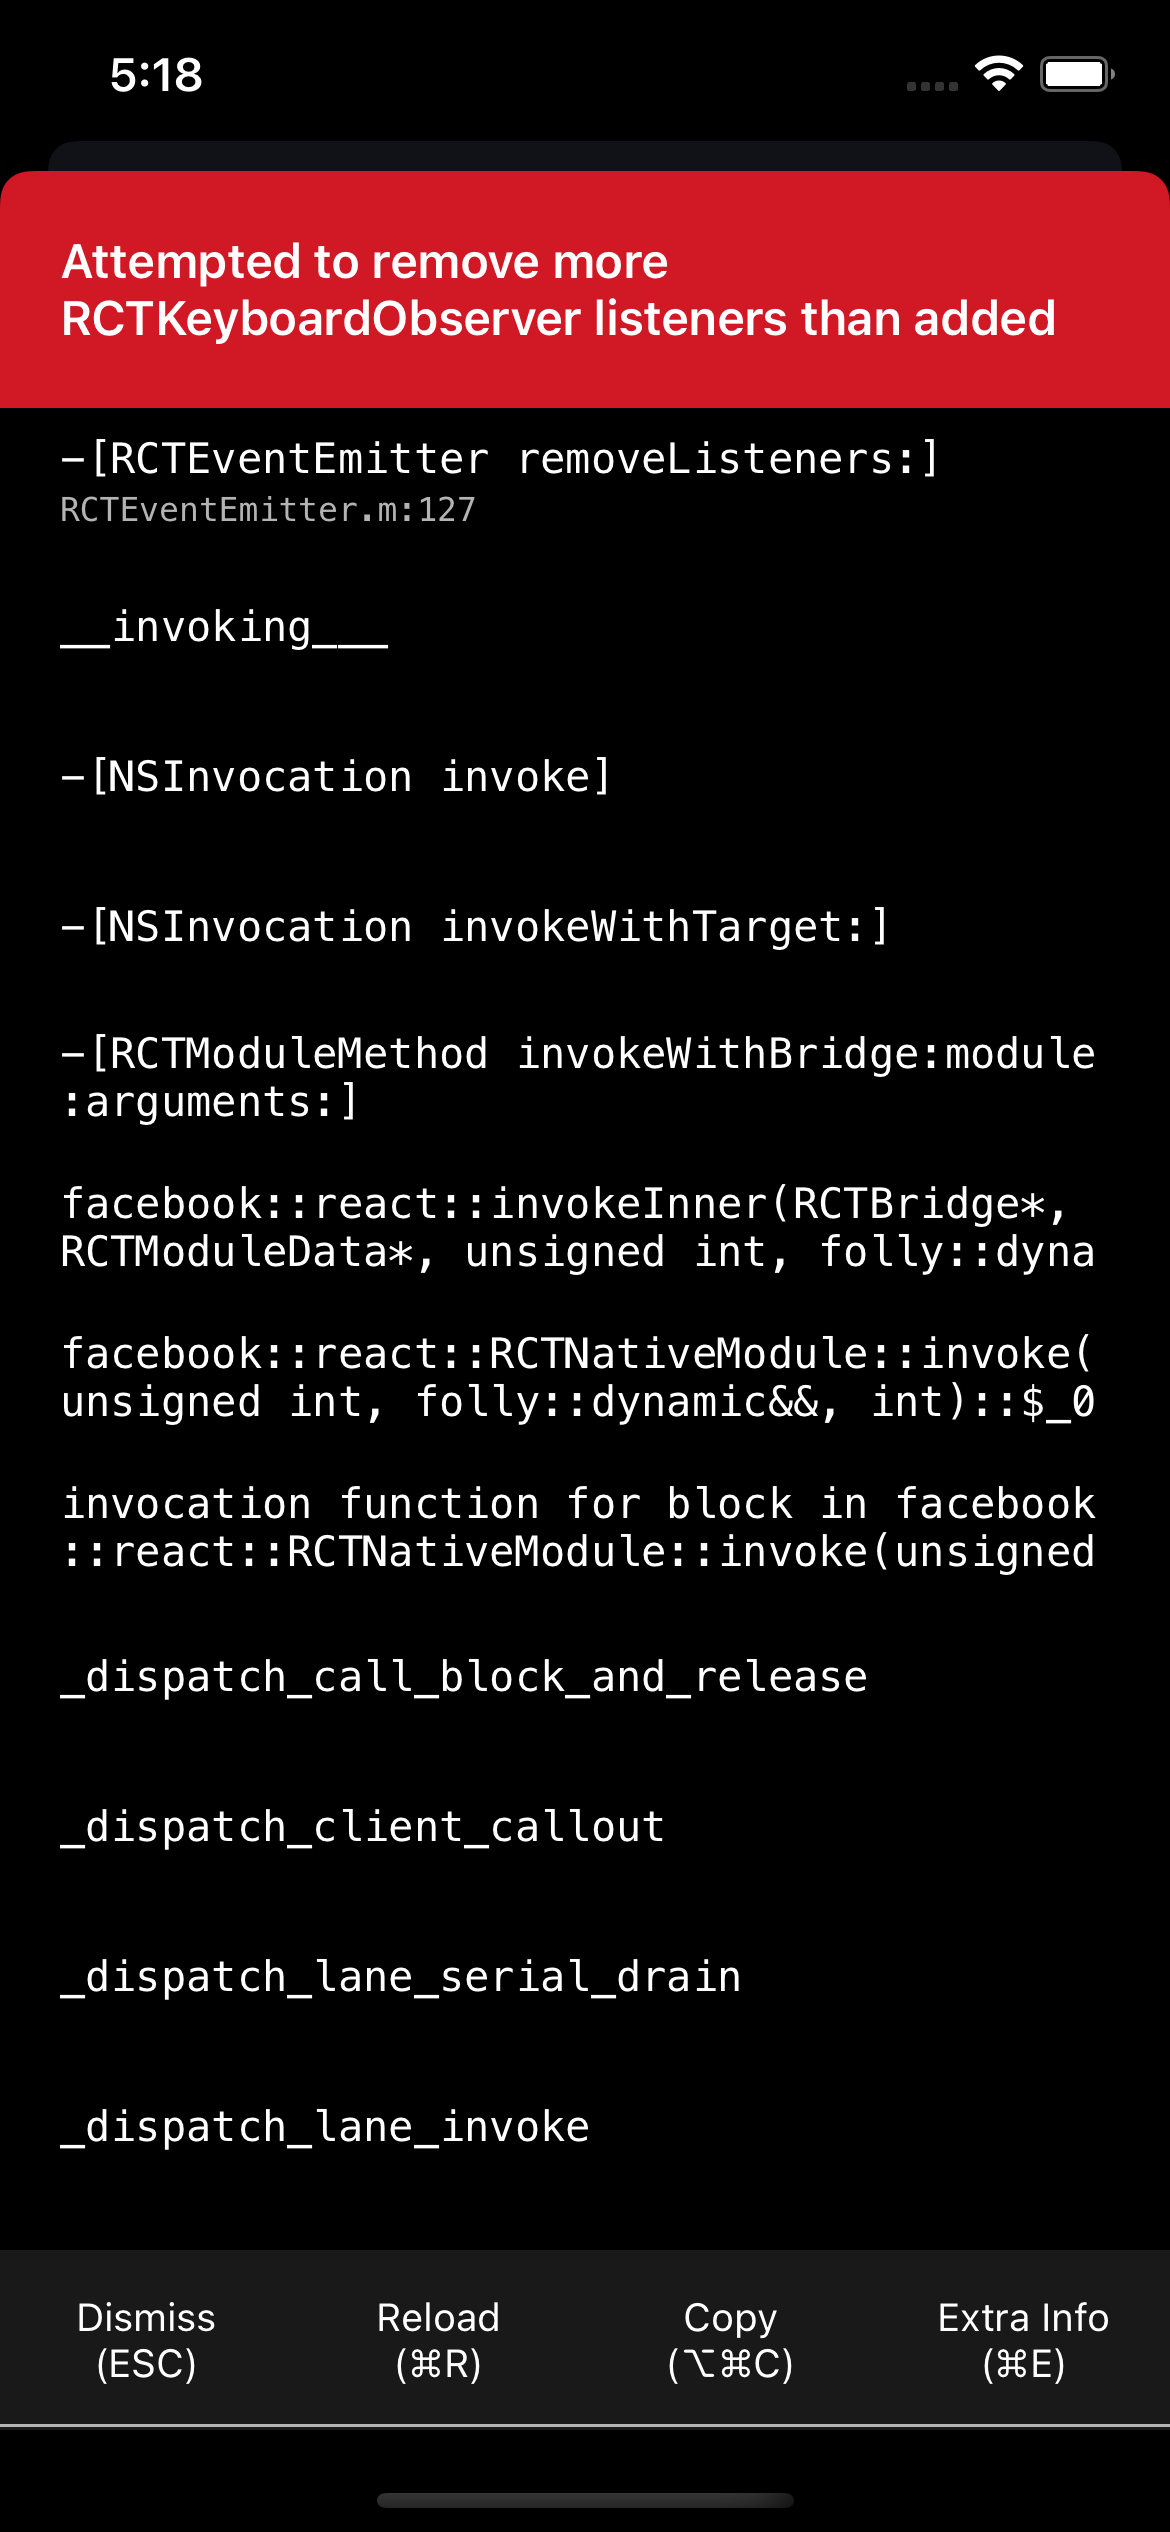 5:18
Attempted to remove more
RCTKeyboardObserver listeners than added
-[RCTEventEmitter removeListeners:]
RCTEventEmitter.m:127
__invoking___
-[NSInvocation invoke]
-[NSInvocation invokeWithTarget:]
-[RCTModuleMethod invokeWithBridge:module
:arguments:]
facebook::react::invokeInner(RCTBridge*,
RCTModuleData*, unsigned int, folly::dyna
facebook::react::RCTNativeModule::invoke(
unsigned int, folly::dynamic&&, int)::$_0
invocation function for block in facebook
::react::RCTNativeModule::invoke(unsigned
_dispatch_call_block_and_release
_dispatch_client_callout
_dispatch_lane_serial_drain
_dispatch_lane_invoke
Dismiss
(ESC)
Reload
(⌘R)
Copy
(⌥⌘C)
Extra Info
(⌘E)